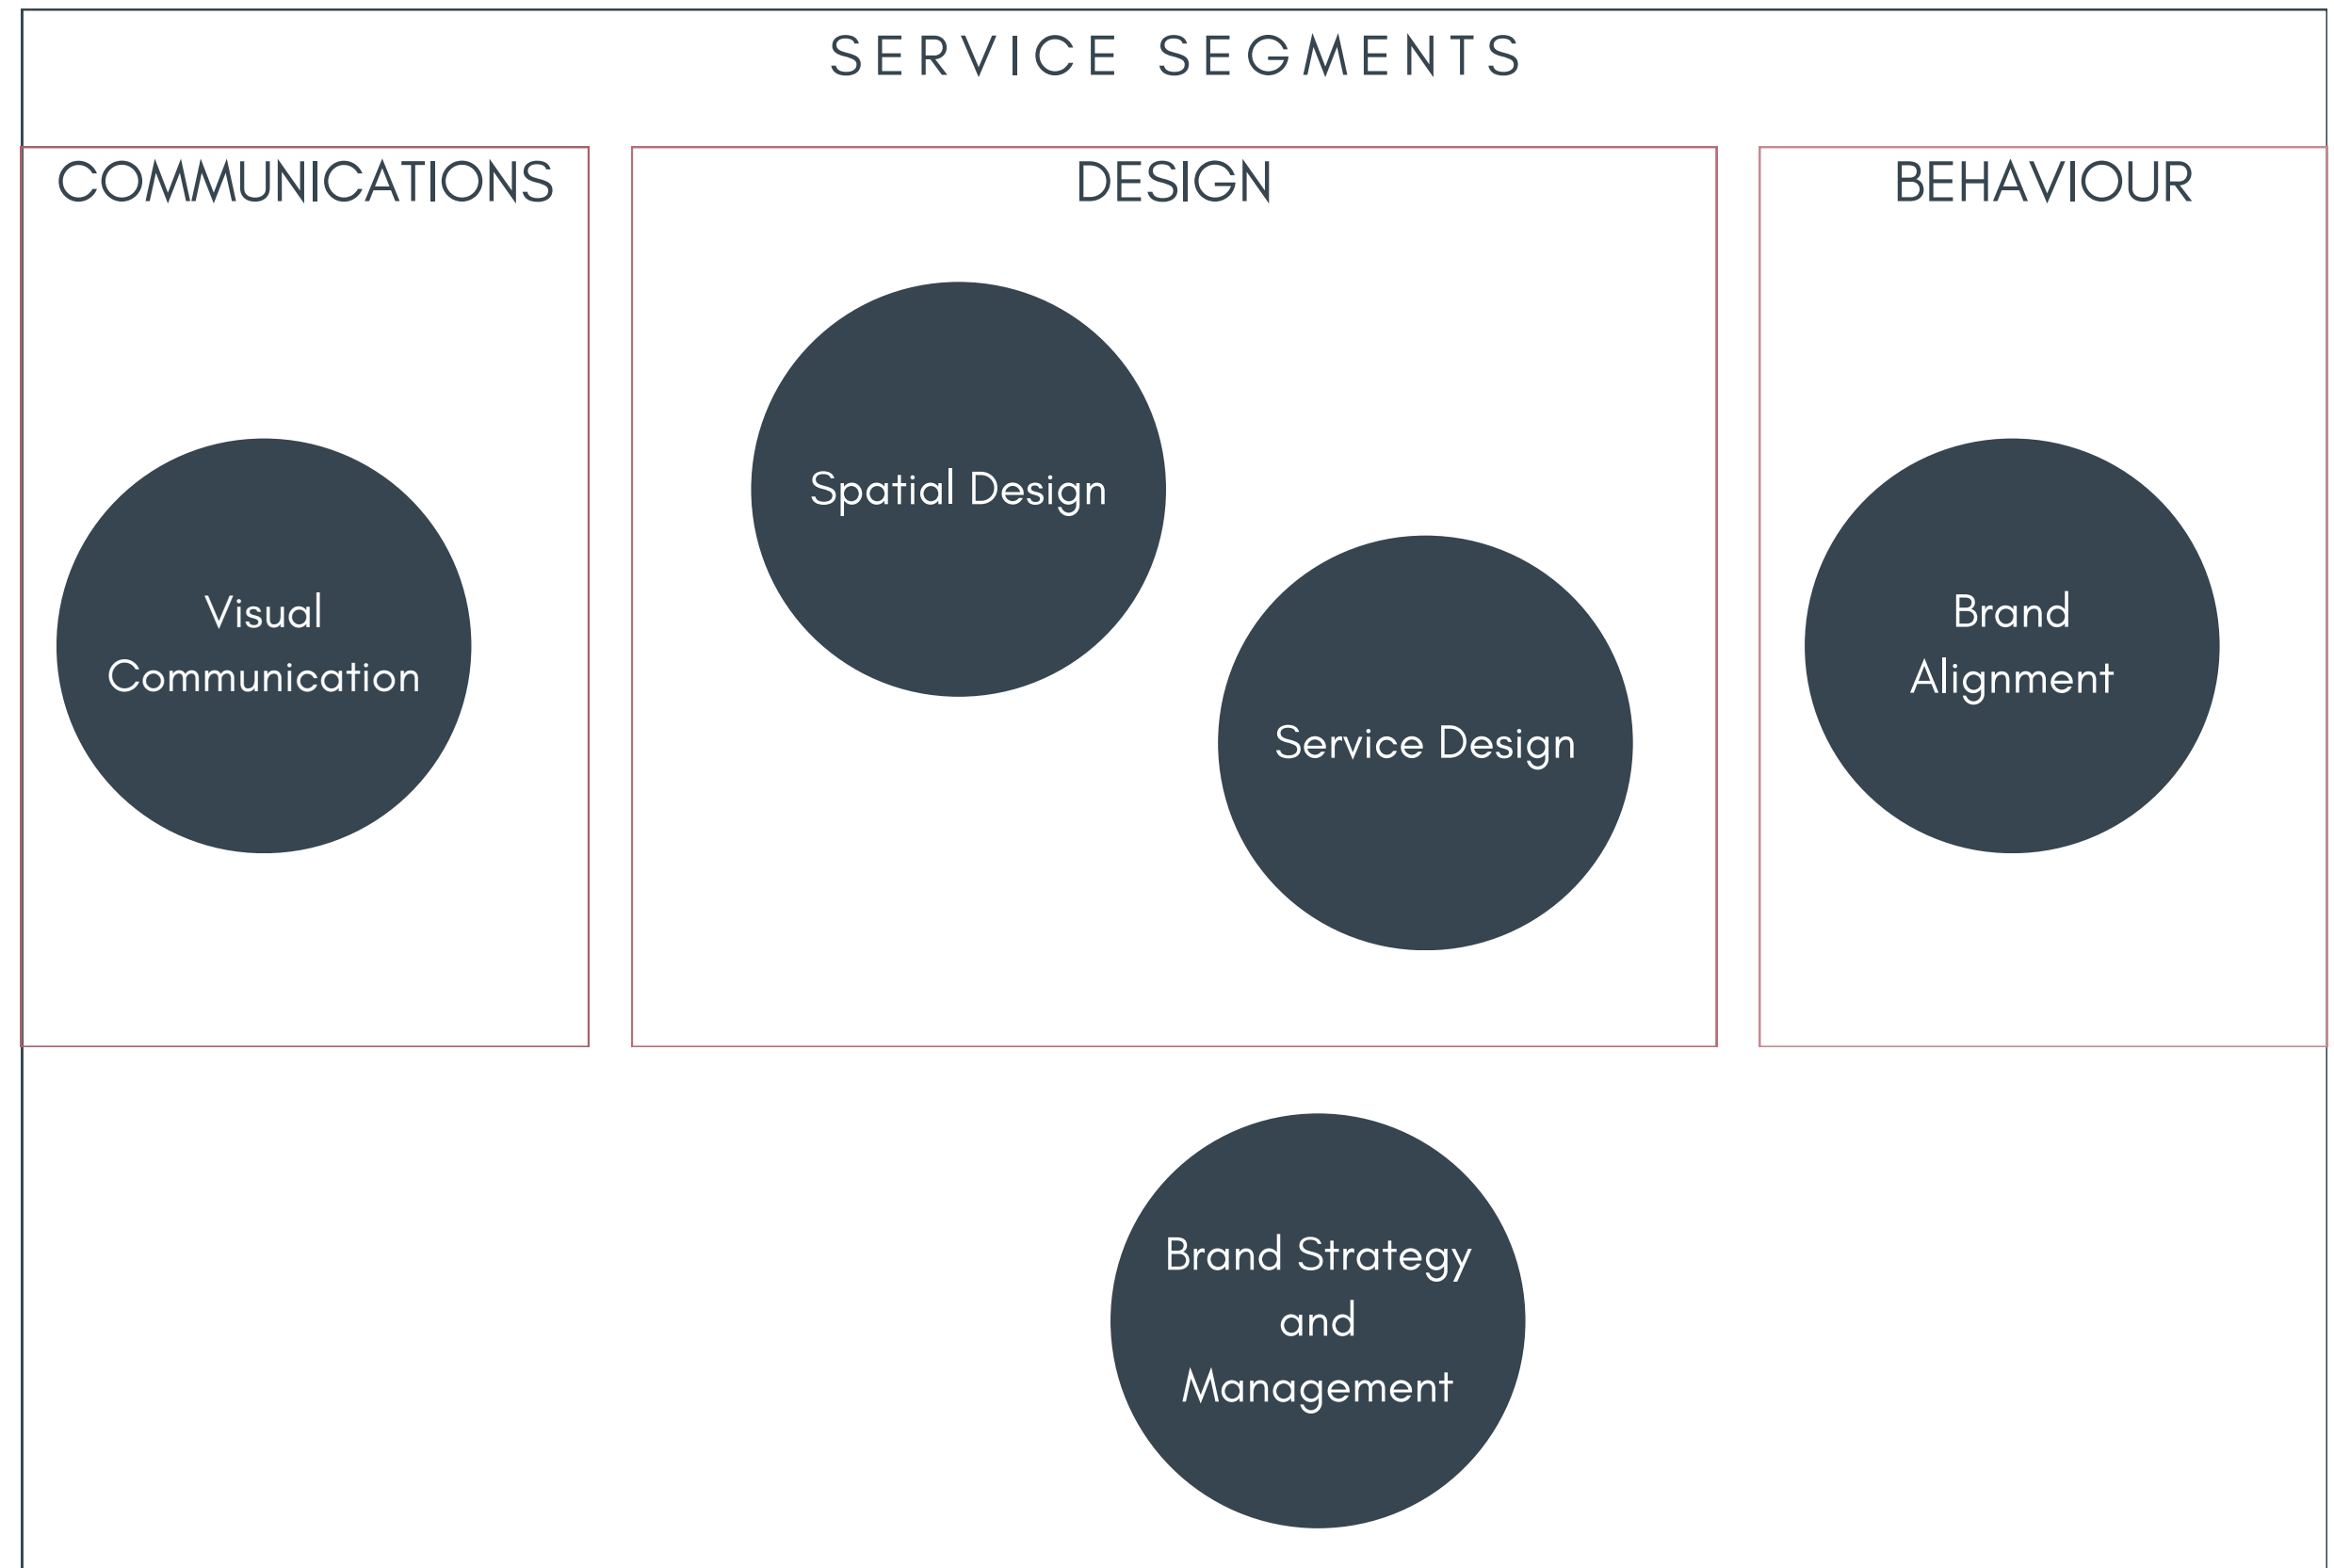 SERVICE SEGMENTS
COMMUNICATIONS
Visual
Communication
DESIGN
Spatial Design
Service Design
BEHAVIOUR
Brand
Alignment
Brand Strategy
and
Management